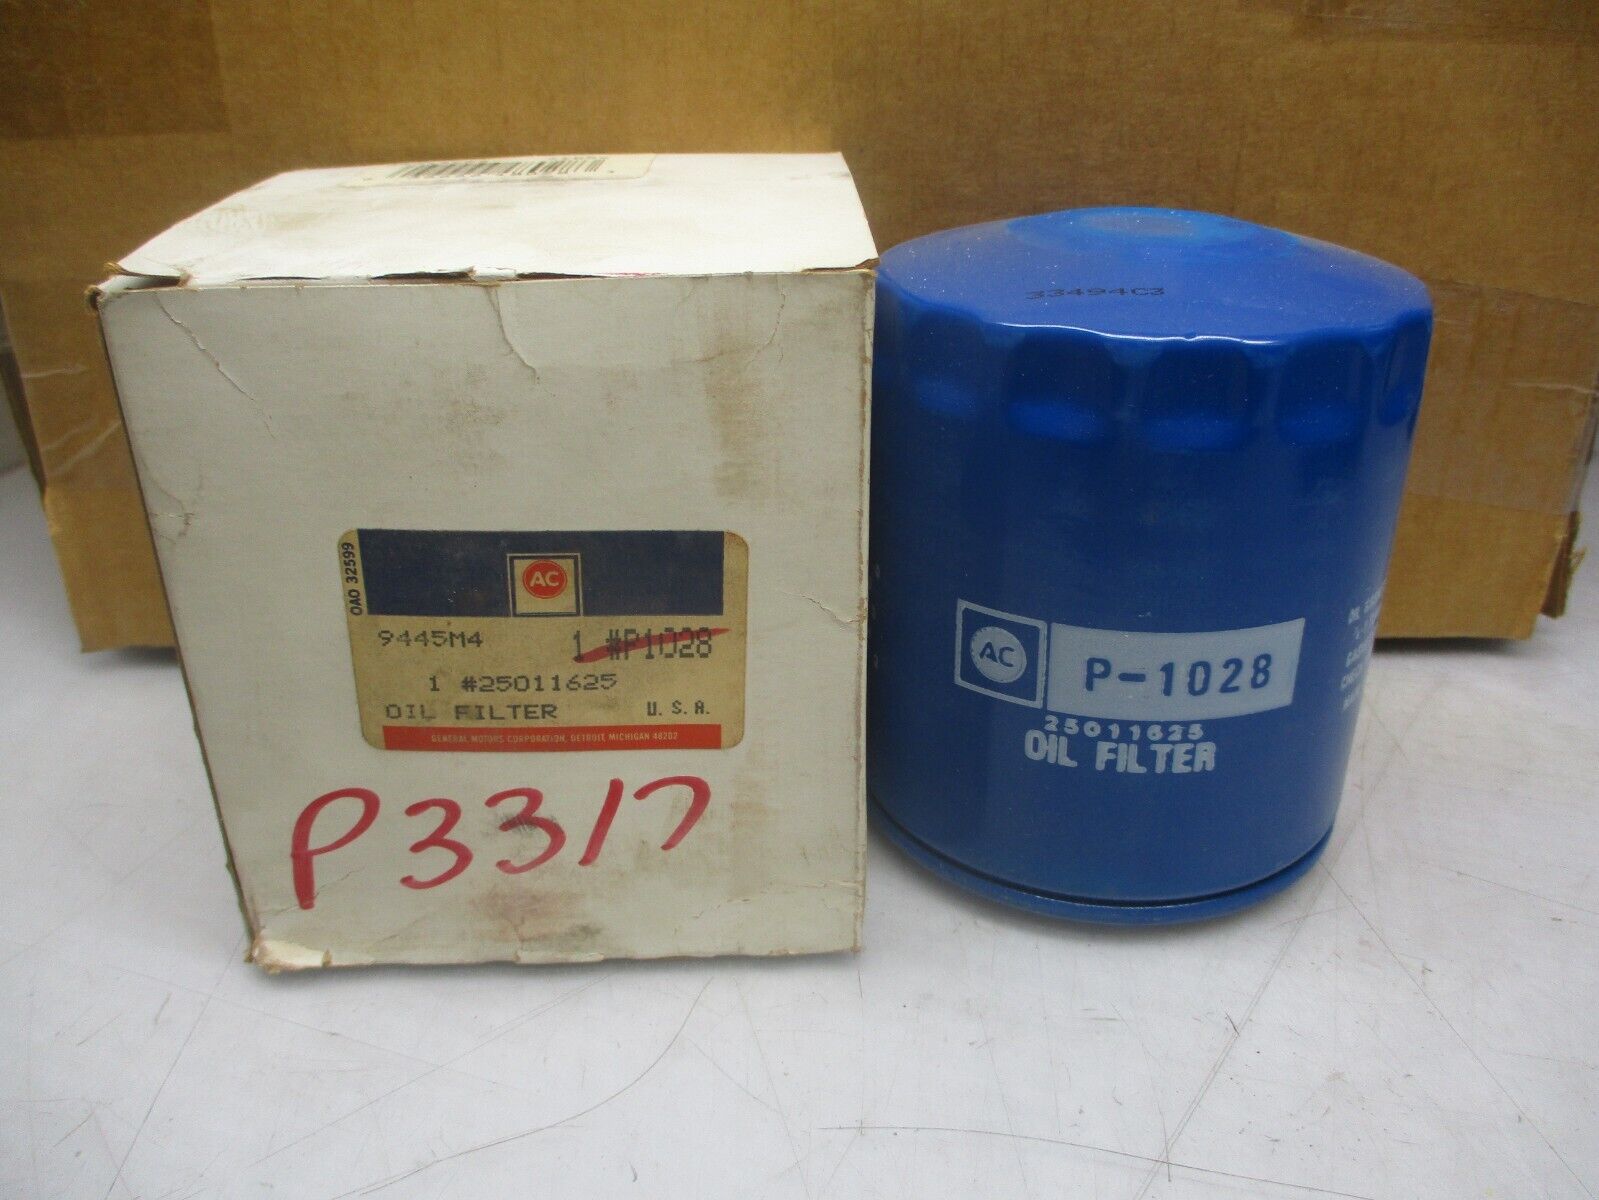 OAO 32599
AC
9445M4 1 #P1028
1 #25011625
OIL FILTER U.S.A.
GENERAL MOTORS CORPORATION, DETROIT, MICHIGAN 48202
P3317
33494C3
AC P-1028
25011625
OIL FILTER